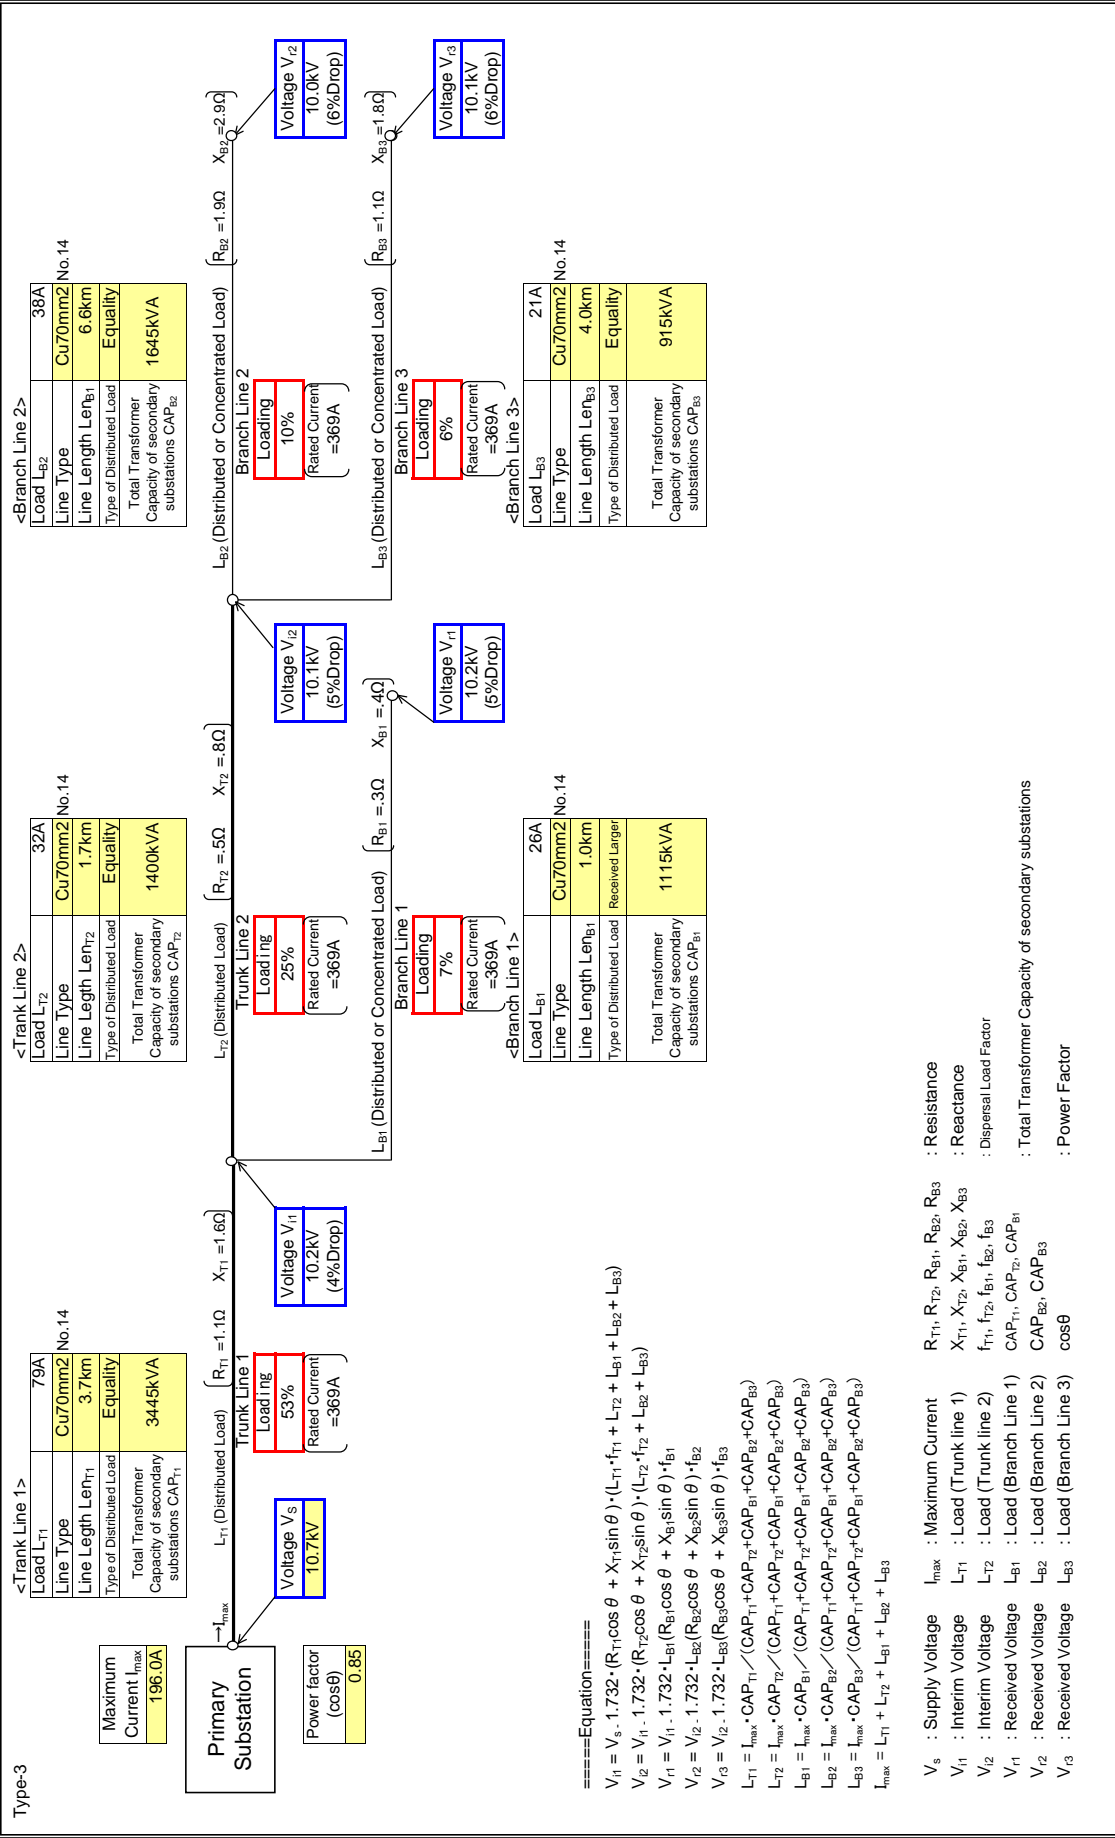 Type-3
Maximum
Current Imax
196.0A
Primary
Substation
Power factor
(cosθ)
0.85
→Imax
Voltage VS
10.7kV
<Trank Line 1>
Load LT1 79A
Line Type Cu70mm2 No.14
Line Legth LenT1 3.7km
Type of Distributed Load Equality
Total Transformer
Capacity of secondary
substations CAPT1
3445kVA
LT1 (Distributed Load) RT1 =1.1Ω XT1 =1.6Ω
Trunk Line 1
Loading
53%
Rated Current
=369A
Voltage Vi1
10.2kV
(4%Drop)
<Trank Line 2>
Load LT2 32A
Line Type Cu70mm2 No.14
Line Legth LenT2 1.7km
Type of Distributed Load Equality
Total Transformer
Capacity of secondary
substations CAPT2
1400kVA
LT2 (Distributed Load) RT2 =.5Ω XT2 =.8Ω
Trunk Line 2
Loading
25%
Rated Current
=369A
Voltage Vi2
10.1kV
(5%Drop)
LB1 (Distributed or Concentrated Load) RB1 =.3Ω XB1 =.4Ω
Branch Line 1
Loading
7%
Rated Current
=369A
Voltage Vr1
10.2kV
(5%Drop)
<Branch Line 1>
Load LB1 26A
Line Type Cu70mm2 No.14
Line Length LenB1 1.0km
Type of Distributed Load Received Larger
Total Transformer
Capacity of secondary
substations CAPB1
1115kVA
<Branch Line 2>
Load LB2 38A
Line Type Cu70mm2 No.14
Line Length LenB1 6.6km
Type of Distributed Load Equality
Total Transformer
Capacity of secondary
substations CAPB2
1645kVA
LB2 (Distributed or Concentrated Load) RB2 =1.9Ω XB2 =2.9Ω
Branch Line 2
Loading
10%
Rated Current
=369A
Voltage Vr2
10.0kV
(6%Drop)
LB3 (Distributed or Concentrated Load) RB3 =1.1Ω XB3 =1.8Ω
Branch Line 3
Loading
6%
Rated Current
=369A
Voltage Vr3
10.1kV
(6%Drop)
<Branch Line 3>
Load LB3 21A
Line Type Cu70mm2 No.14
Line Length LenB3 4.0km
Type of Distributed Load Equality
Total Transformer
Capacity of secondary
substations CAPB3
915kVA
=====Equation=====
Vi1 = Vs - 1.732・(RT1cos θ + XT1sin θ)・(LT1・fT1 + LT2 + LB1 + LB2 + LB3)
Vi2 = Vi1 - 1.732・(RT2cos θ + XT2sin θ)・(LT2・fT2 + LB2 + LB3)
Vr1 = Vi1 - 1.732・LB1(RB1cos θ + XB1sin θ)・fB1
Vr2 = Vi2 - 1.732・LB2(RB2cos θ + XB2sin θ)・fB2
Vr3 = Vi2 - 1.732・LB3(RB3cos θ + XB3sin θ)・fB3
LT1 = Imax・CAPT1／(CAPT1+CAPT2+CAPB1+CAPB2+CAPB3)
LT2 = Imax・CAPT2／(CAPT1+CAPT2+CAPB1+CAPB2+CAPB3)
LB1 = Imax・CAPB1／(CAPT1+CAPT2+CAPB1+CAPB2+CAPB3)
LB2 = Imax・CAPB2／(CAPT1+CAPT2+CAPB1+CAPB2+CAPB3)
LB3 = Imax・CAPB3／(CAPT1+CAPT2+CAPB1+CAPB2+CAPB3)
Imax = LT1 + LT2 + LB1 + LB2 + LB3
Vs : Supply Voltage Imax : Maximum Current RT1, RT2, RB1, RB2, RB3 : Resistance
Vi1 : Interim Voltage LT1 : Load (Trunk line 1) XT1, XT2, XB1, XB2, XB3 : Reactance
Vi2 : Interim Voltage LT2 : Load (Trunk line 2) fT1, fT2, fB1, fB2, fB3 : Dispersal Load Factor
Vr1 : Received Voltage LB1 : Load (Branch Line 1) CAPT1, CAPT2, CAPB1
Vr2 : Received Voltage LB2 : Load (Branch Line 2) CAPB2, CAPB3 : Total Transformer Capacity of secondary substations
Vr3 : Received Voltage LB3 : Load (Branch Line 3) cosθ : Power Factor